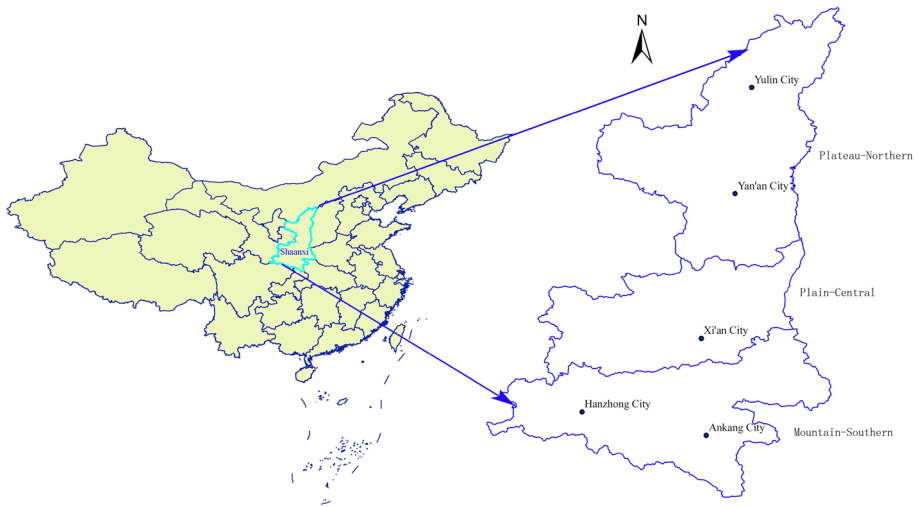 N
Yulin City
Plateau-Northern
Yan'an City
Shaanxi
Plain-Central
Xi'an City
Hanzhong City
Ankang City
Mountain-Southern